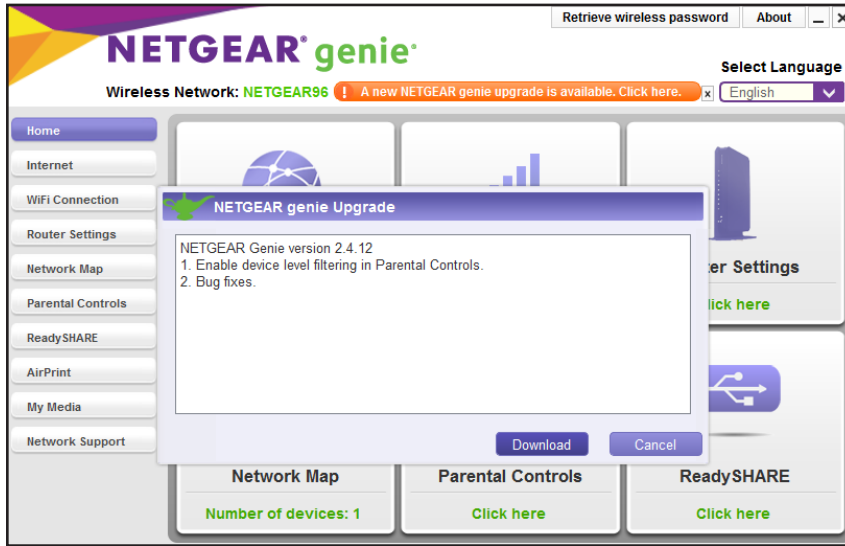 Retrieve wireless password
About
NETGEAR® genie®
Select Language
Wireless Network: NETGEAR96
! A new NETGEAR genie upgrade is available. Click here. x
English
Home
Internet
WiFi Connection
Router Settings
Network Map
Parental Controls
ReadySHARE
AirPrint
My Media
Network Support
NETGEAR genie Upgrade
NETGEAR Genie version 2.4.12
1. Enable device level filtering in Parental Controls.
2. Bug fixes.
Download
Cancel
er Settings
lick here
Network Map
Number of devices: 1
Parental Controls
Click here
ReadySHARE
Click here